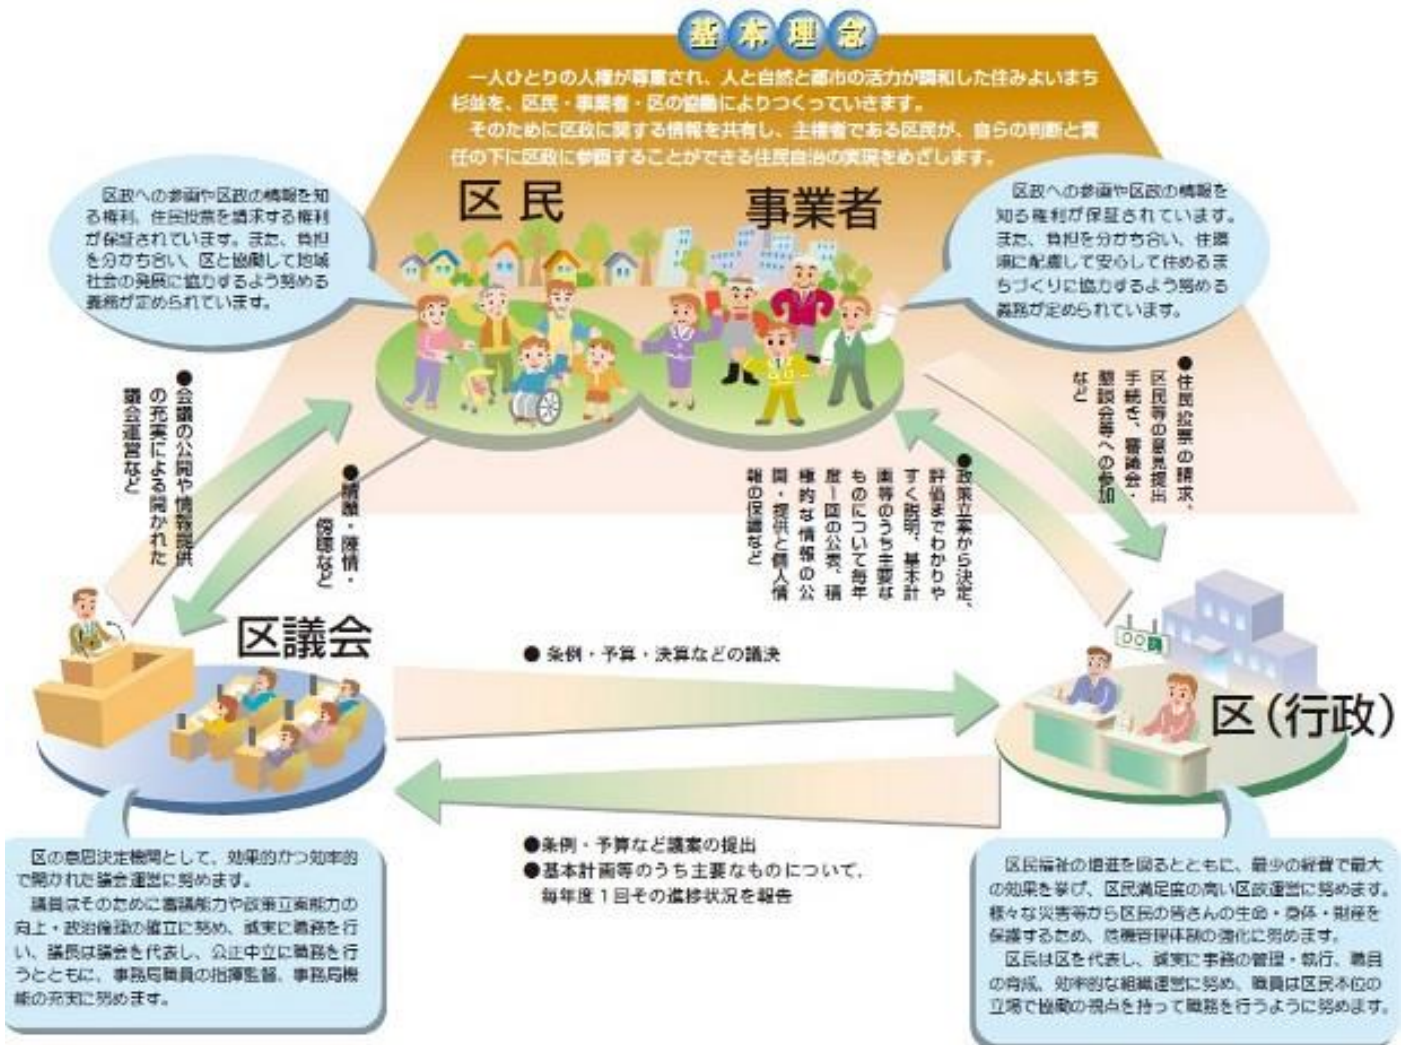 基本理念
一人ひとりの人権が尊重され、人と自然と都市の活力が調和した住みよいまち
杉並を、区民・事業者・区の協働によりつくっていきます。
そのために区政に関する情報を共有し、主権者である区民が、自らの判断と責
任の下に区政に参画することができる住民自治の実現をめざします。
区民
事業者
区政への参画や区政の情報を知
る権利、住民投票を請求する権利
が保証されています。また、負担
を分かち合い、区と協働して地域
社会の発展に協力するよう努める
義務が定められています。
区政への参画や区政の情報を
知る権利が保証されています。
また、負担を分かち合い、住環
境に配慮して安心して住めるま
ちづくりに協力するよう努める
義務が定められています。
●会議の公開や情報提供
の充実による開かれた
議会運営など
●請願・陳情・
傍聴など
●政策立案から決定、
評価までわかりや
すく説明、基本計
画等のうち主要な
ものについて毎年
度一回の公表、積
極的な情報の公
開・提供と個人情
報の保護など
●住民投票の請求、
区民等の意見提出
手続き、審議会・
懇談会等への参加
など
区議会
●条例・予算・決算などの議決
区（行政）
●条例・予算など議案の提出
●基本計画等のうち主要なものについて、
毎年度１回その進捗状況を報告
区の意思決定機関として、効果的かつ効率的
で開かれた議会運営に努めます。
議員はそのために審議能力や政策立案能力の
向上・政治倫理の確立に努め、誠実に職務を行
い、議長は議会を代表し、公正中立に職務を行
うとともに、事務局職員の指揮監督、事務局機
能の充実に努めます。
区民福祉の増進を図るとともに、最少の経費で最大
の効果を挙げ、区民満足度の高い区政運営に努めます。
様々な災害等から区民の皆さんの生命・身体・財産を
保護するため、危機管理体制の強化に努めます。
区長は区を代表し、誠実に事務の管理・執行、職員
の育成、効率的な組織運営に努め、職員は区民本位の
立場で協働の視点を持って職務を行うように努めます。